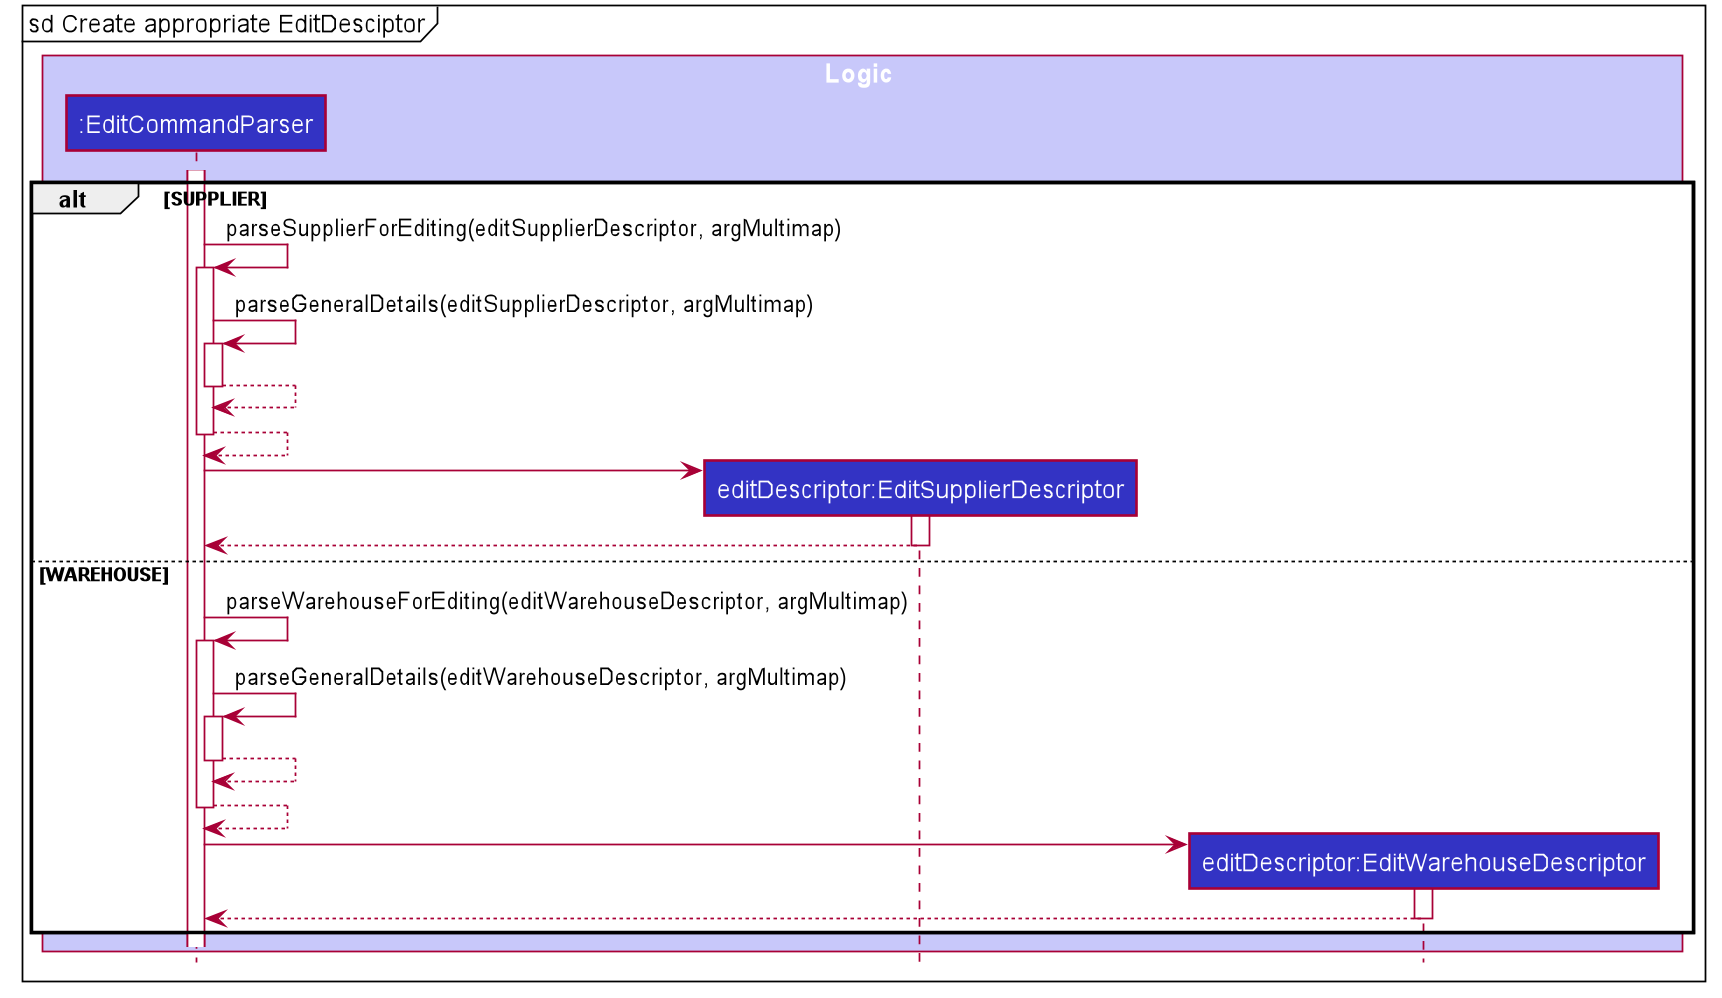 sd Create appropriate EditDesciptor
Logic
:EditCommandParser
alt [SUPPLIER]
parseSupplierForEditing(editSupplierDescriptor, argMultimap)
parseGeneralDetails(editSupplierDescriptor, argMultimap)
editDescriptor:EditSupplierDescriptor
[WAREHOUSE]
parseWarehouseForEditing(editWarehouseDescriptor, argMultimap)
parseGeneralDetails(editWarehouseDescriptor, argMultimap)
editDescriptor:EditWarehouseDescriptor